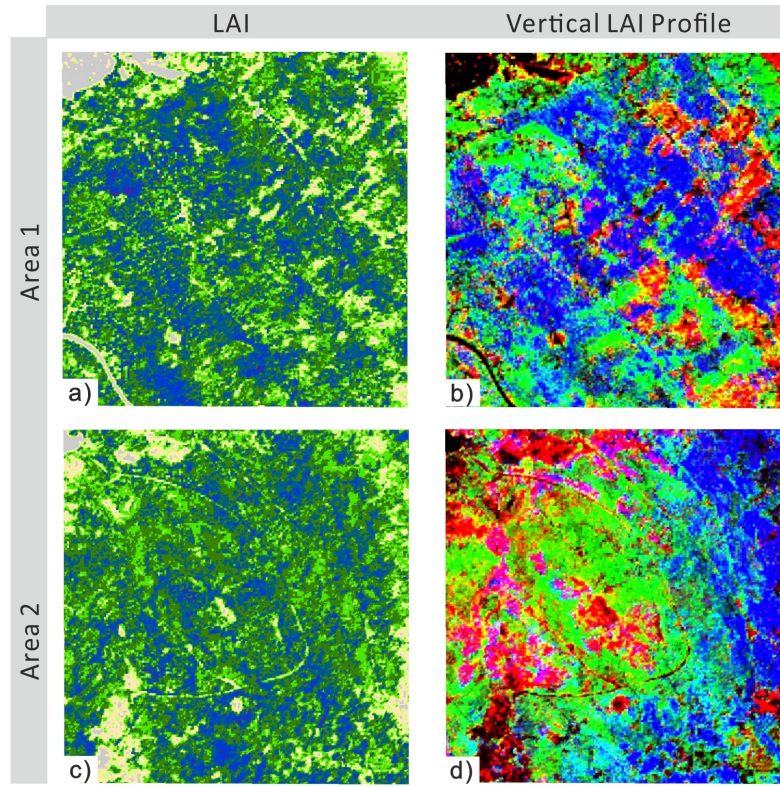 LAI
Vertical LAI Profile
Area 1
a)
b)
Area 2
c)
d)